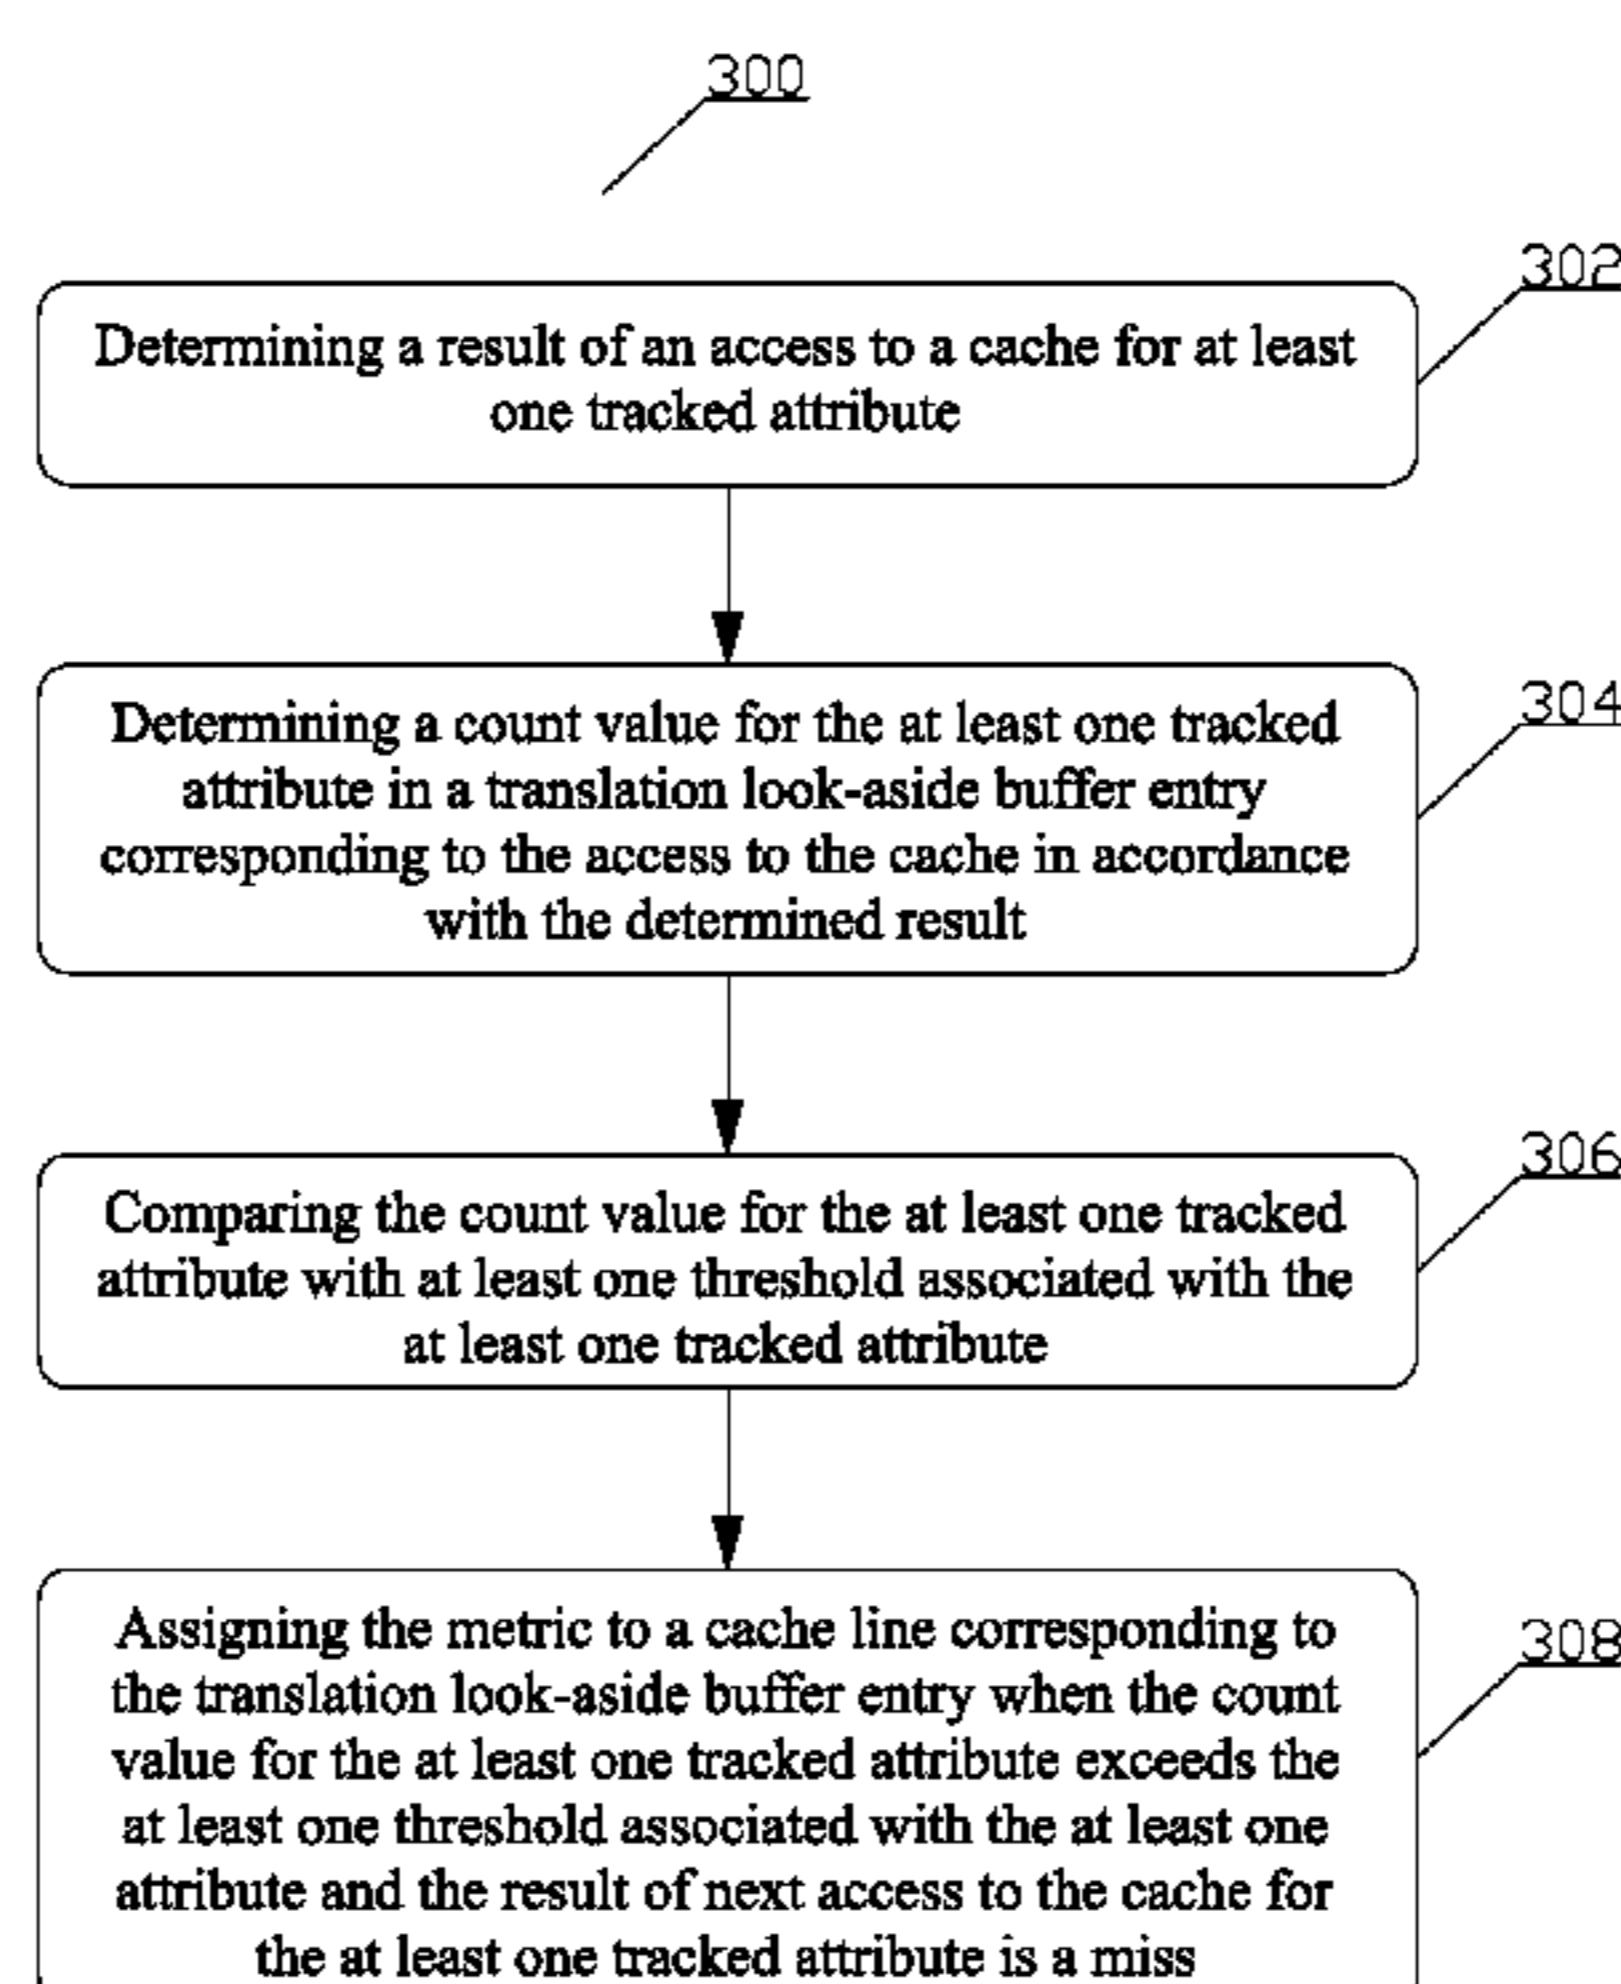 300
302
Determining a result of an access to a cache for at least
one tracked attribute
304
Determining a count value for the at least one tracked
attribute in a translation look-aside buffer entry
corresponding to the access to the cache in accordance
with the determined result
306
Comparing the count value for the at least one tracked
attribute with at least one threshold associated with the
at least one tracked attribute
308
Assigning the metric to a cache line corresponding to
the translation look-aside buffer entry when the count
value for the at least one tracked attribute exceeds the
at least one threshold associated with the at least one
attribute and the result of next access to the cache for
the at least one tracked attribute is a miss